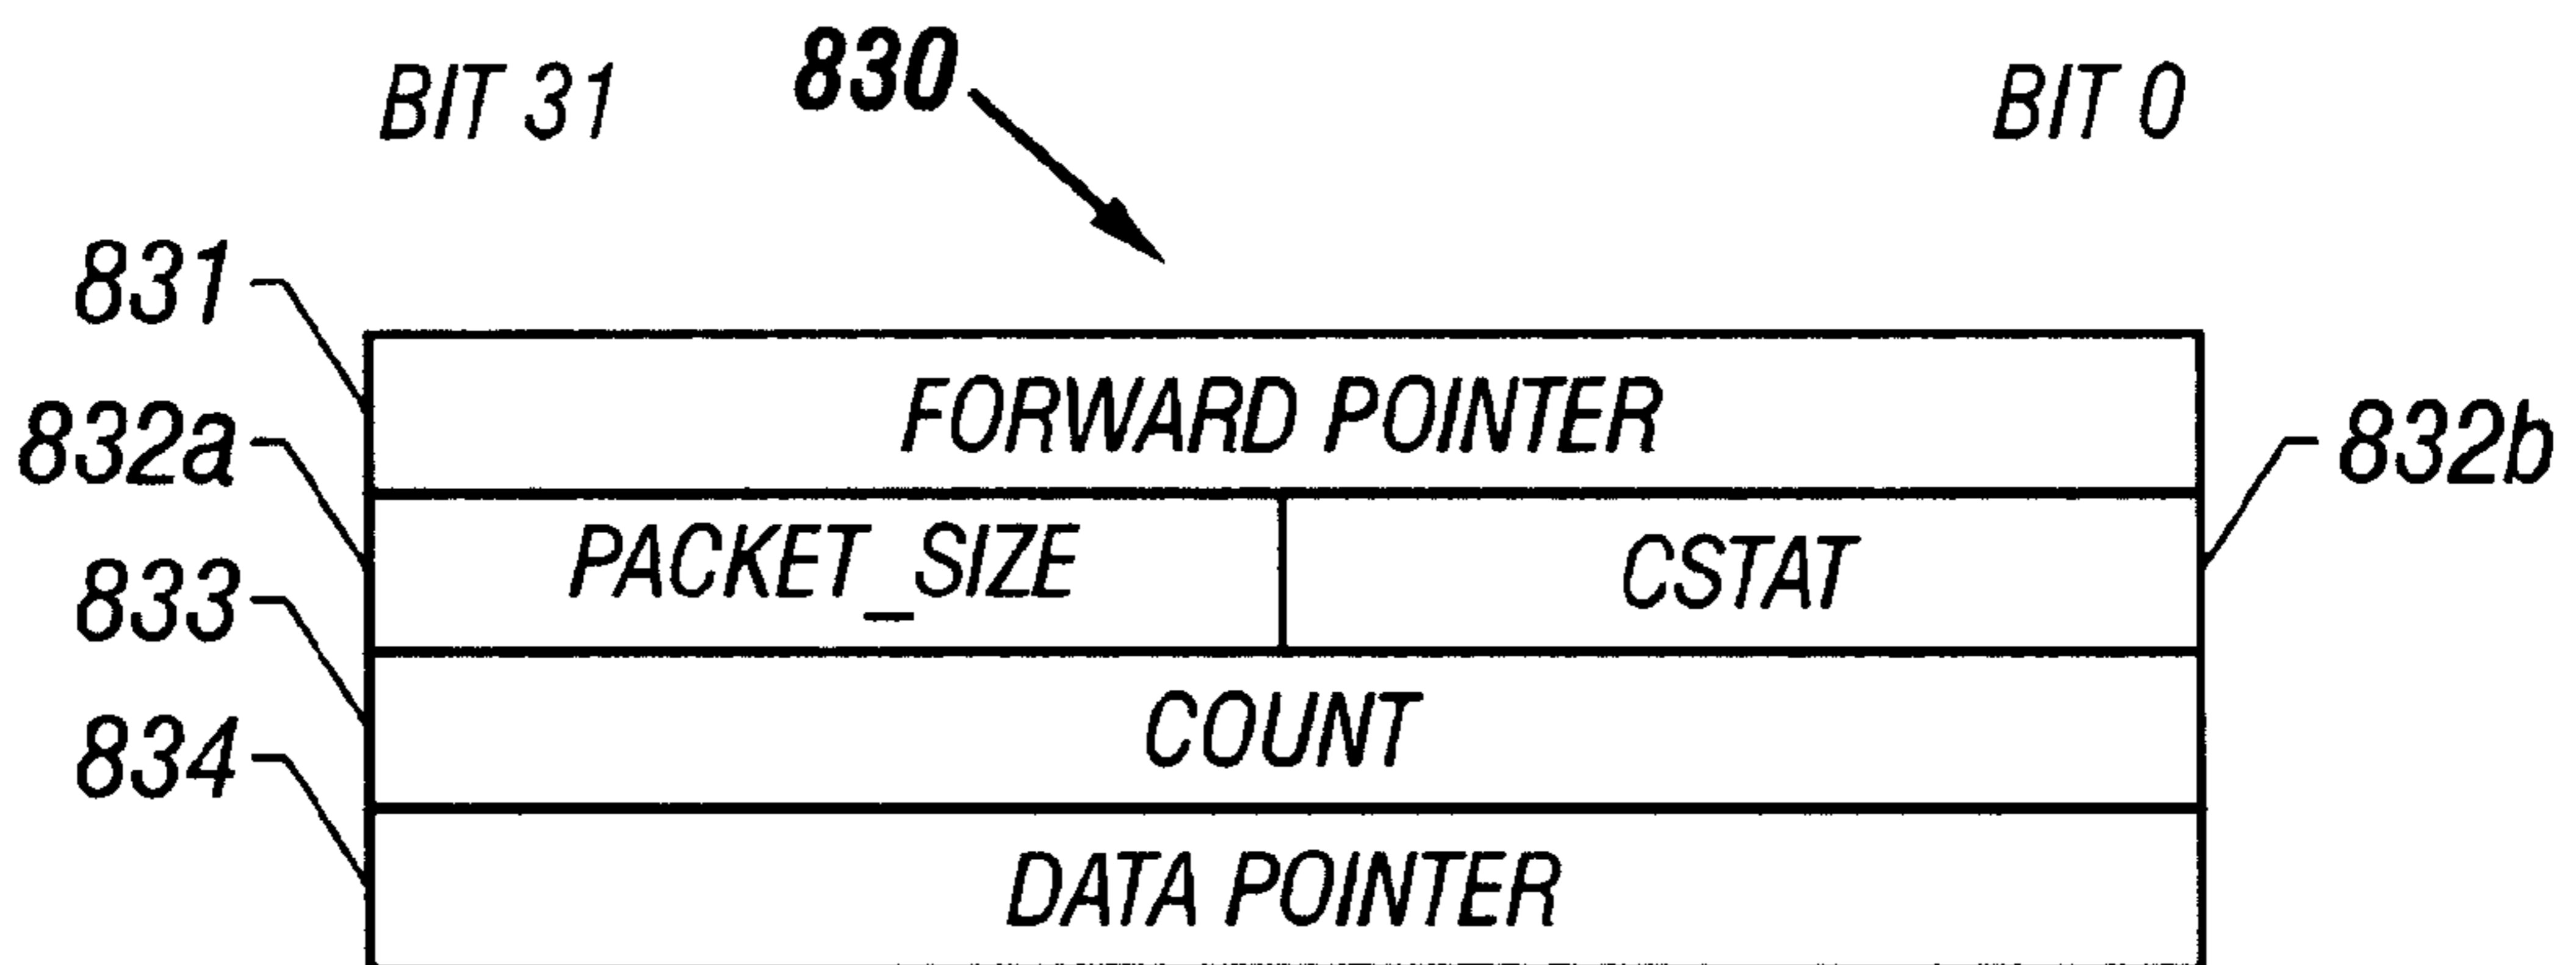 BIT 31 830 BIT 0
831
FORWARD POINTER
832a 832b
PACKET_SIZE CSTAT
833
COUNT
834
DATA POINTER